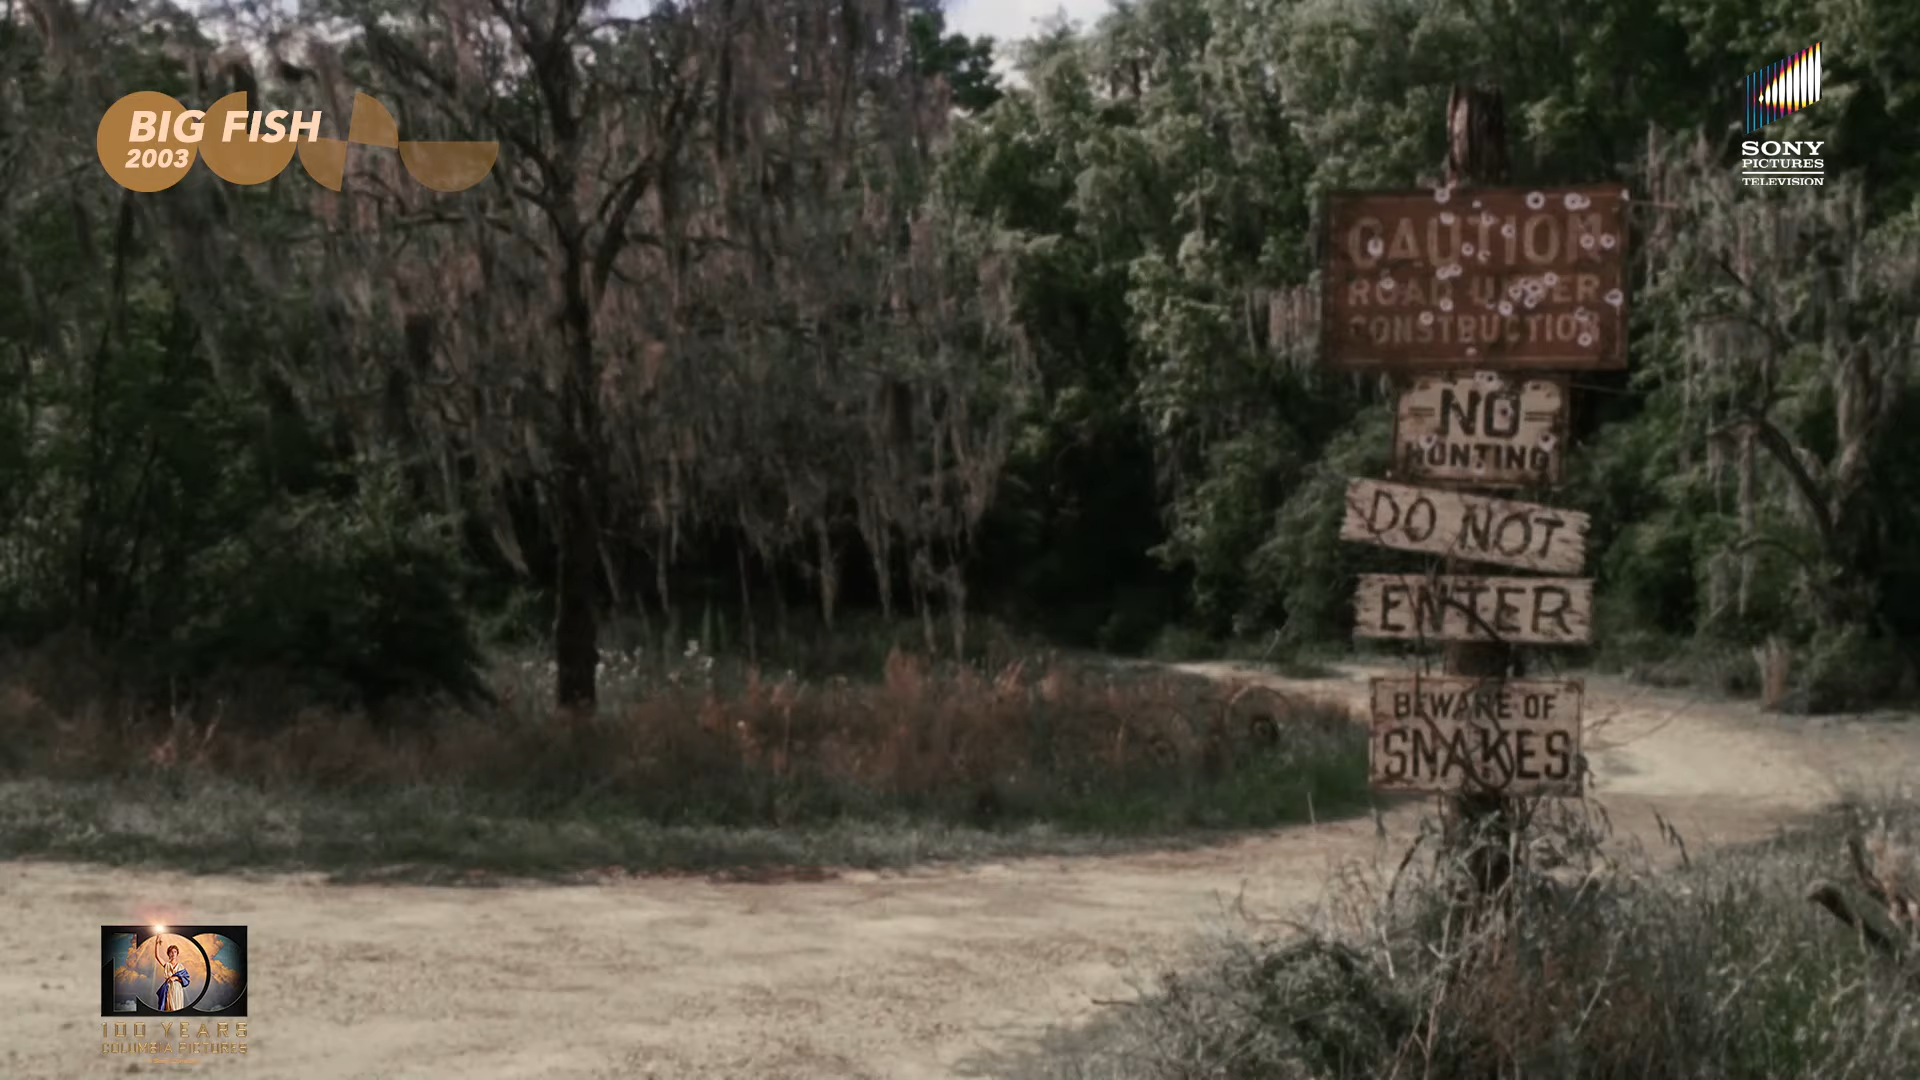 BIG FISH
2003
SONY
PICTURES
TELEVISION
CAUTION
ROAD UNDER
CONSTRUCTION
NO
HUNTING
DO NOT
ENTER
BEWARE OF
SNAKES
100
100 YEARS
COLUMBIA PICTURES